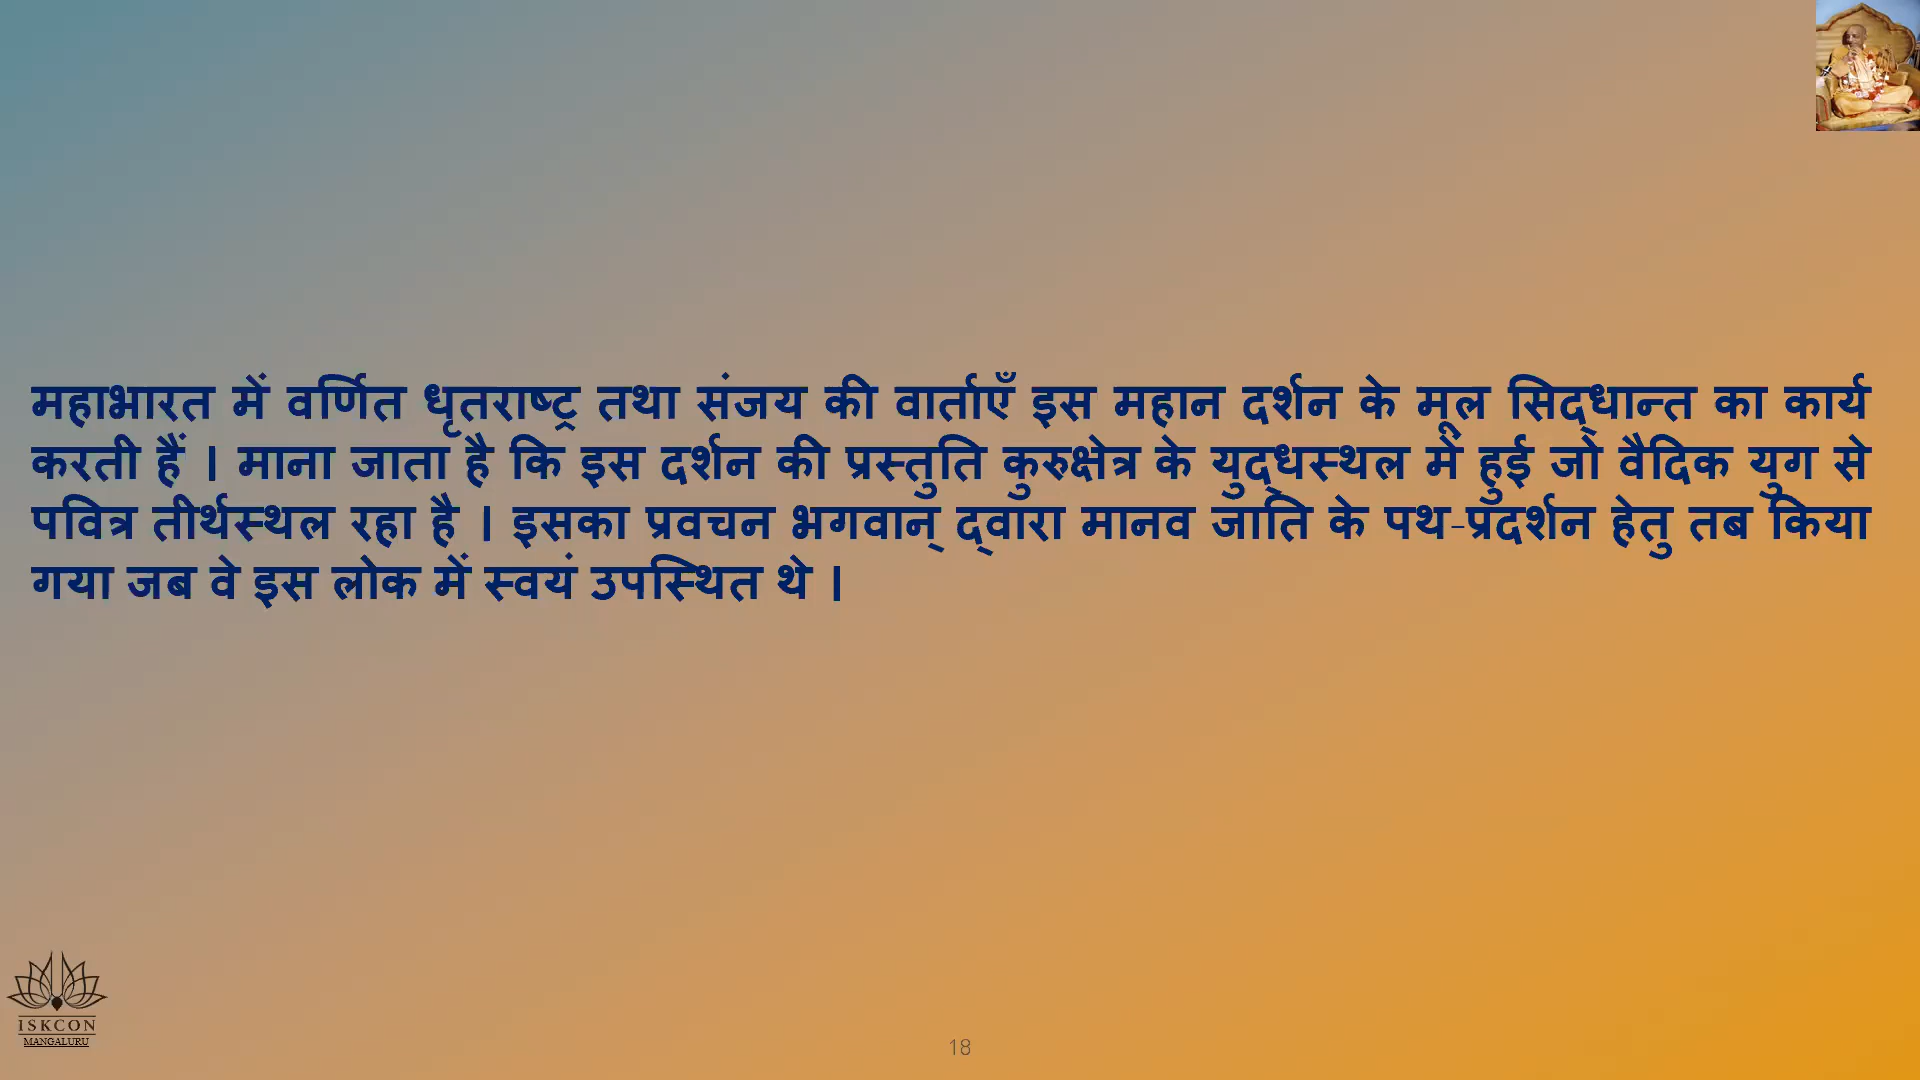 महाभारत में वर्णित धृतराष्ट्र तथा संजय की वार्ताएँ इस महान दर्शन के मूल सिद्धान्त का कार्य
करती हैं । माना जाता है कि इस दर्शन की प्रस्तुति कुरुक्षेत्र के युद्धस्थल में हुई जो वैदिक युग से
पवित्र तीर्थस्थल रहा है । इसका प्रवचन भगवान् द्वारा मानव जाति के पथ-प्रदर्शन हेतु तब किया
गया जब वे इस लोक में स्वयं उपस्थित थे ।
ISKCON
MANGALURU
18